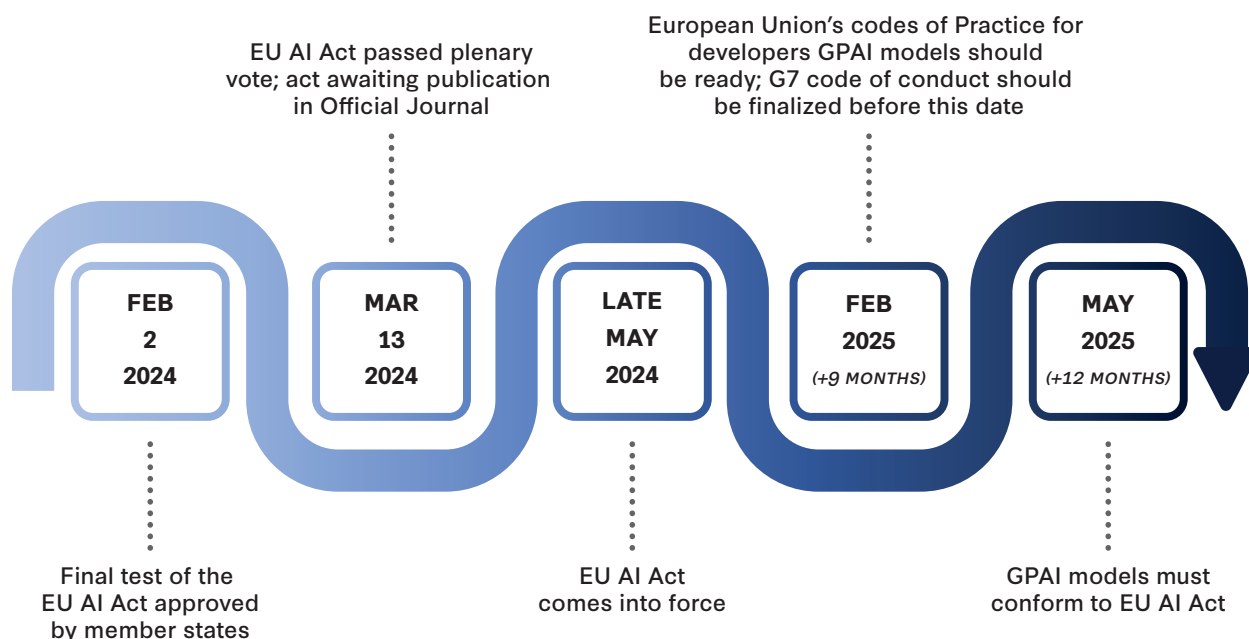 EU AI Act passed plenary
vote; act awaiting publication
in Official Journal
European Union’s codes of Practice for
developers GPAI models should
be ready; G7 code of conduct should
be finalized before this date
FEB
2
2024
MAR
13
2024
LATE
MAY
2024
FEB
2025
(+9 MONTHS)
MAY
2025
(+12 MONTHS)
Final test of the
EU AI Act approved
by member states
EU AI Act
comes into force
GPAI models must
conform to EU AI Act